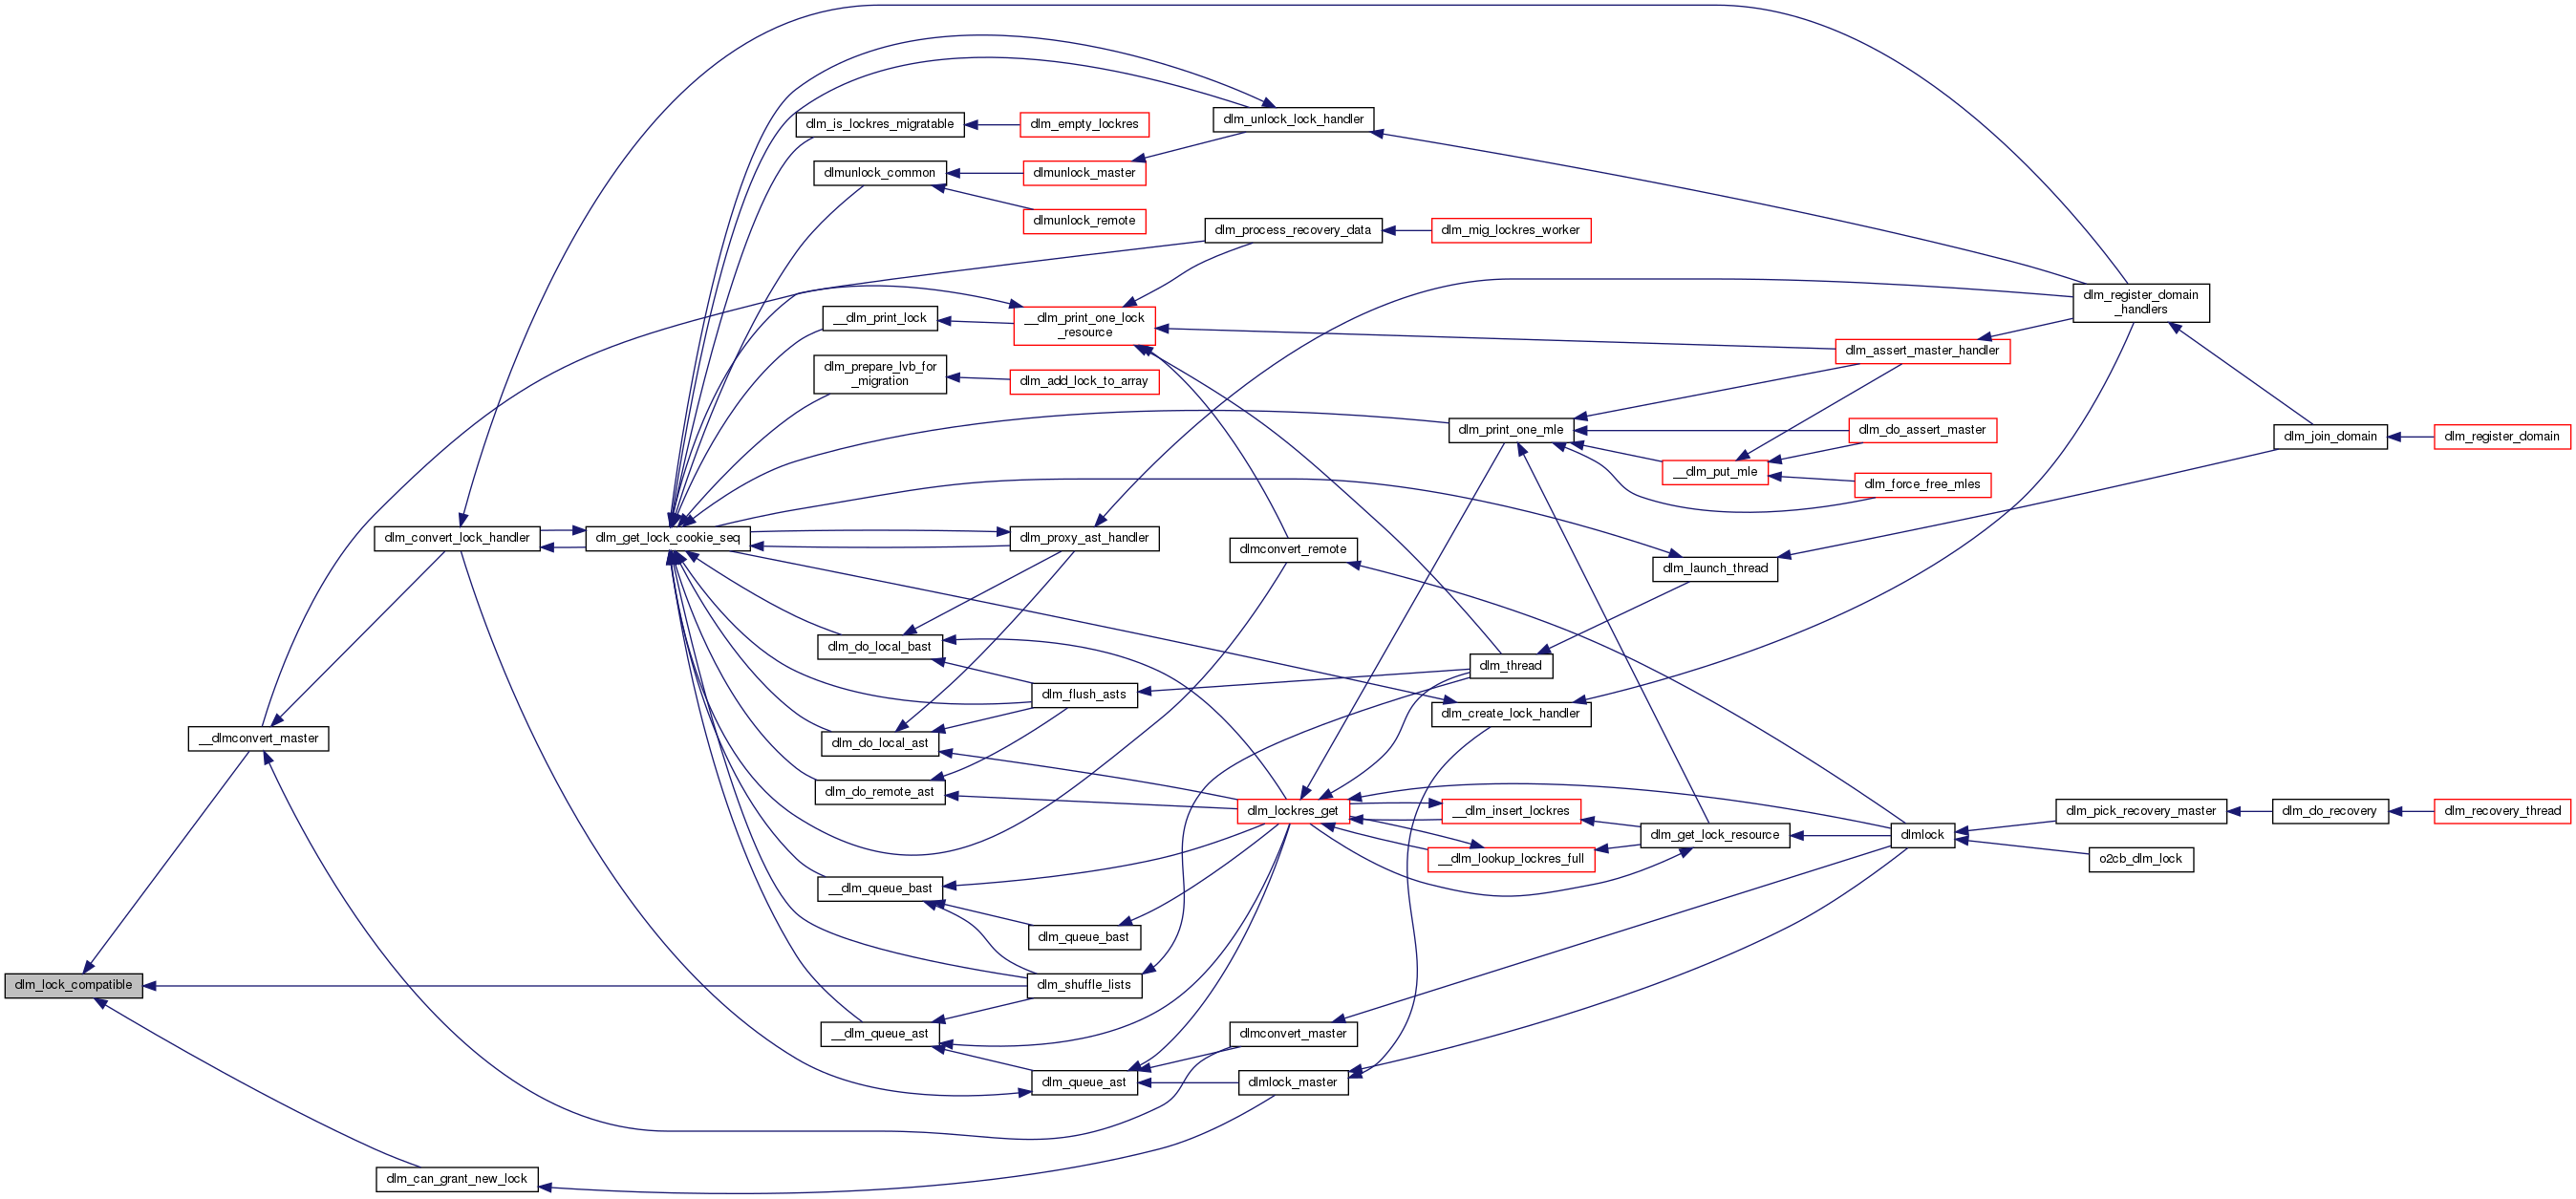 dlm_unlock_lock_handler
dlm_is_lockres_migratable
dlm_empty_lockres
dlmunlock_common
dlmunlock_master
dlmunlock_remote
dlm_process_recovery_data
dlm_mig_lockres_worker
dlm_register_domain
_handlers
__dlm_print_lock
__dlm_print_one_lock
_resource
dlm_assert_master_handler
dlm_prepare_lvb_for
_migration
dlm_add_lock_to_array
dlm_print_one_mle
dlm_do_assert_master
dlm_join_domain
dlm_register_domain
__dlm_put_mle
dlm_force_free_mles
dlm_convert_lock_handler
dlm_get_lock_cookie_seq
dlm_proxy_ast_handler
dlmconvert_remote
dlm_launch_thread
dlm_do_local_bast
dlm_thread
dlm_flush_asts
dlm_create_lock_handler
__dlmconvert_master
dlm_do_local_ast
dlm_do_remote_ast
dlm_lockres_get
__dlm_insert_lockres
dlm_pick_recovery_master
dlm_do_recovery
dlm_recovery_thread
dlm_get_lock_resource
dlmlock
__dlm_lookup_lockres_full
o2cb_dlm_lock
__dlm_queue_bast
dlm_queue_bast
dlm_lock_compatible
dlm_shuffle_lists
__dlm_queue_ast
dlmconvert_master
dlm_queue_ast
dlmlock_master
dlm_can_grant_new_lock